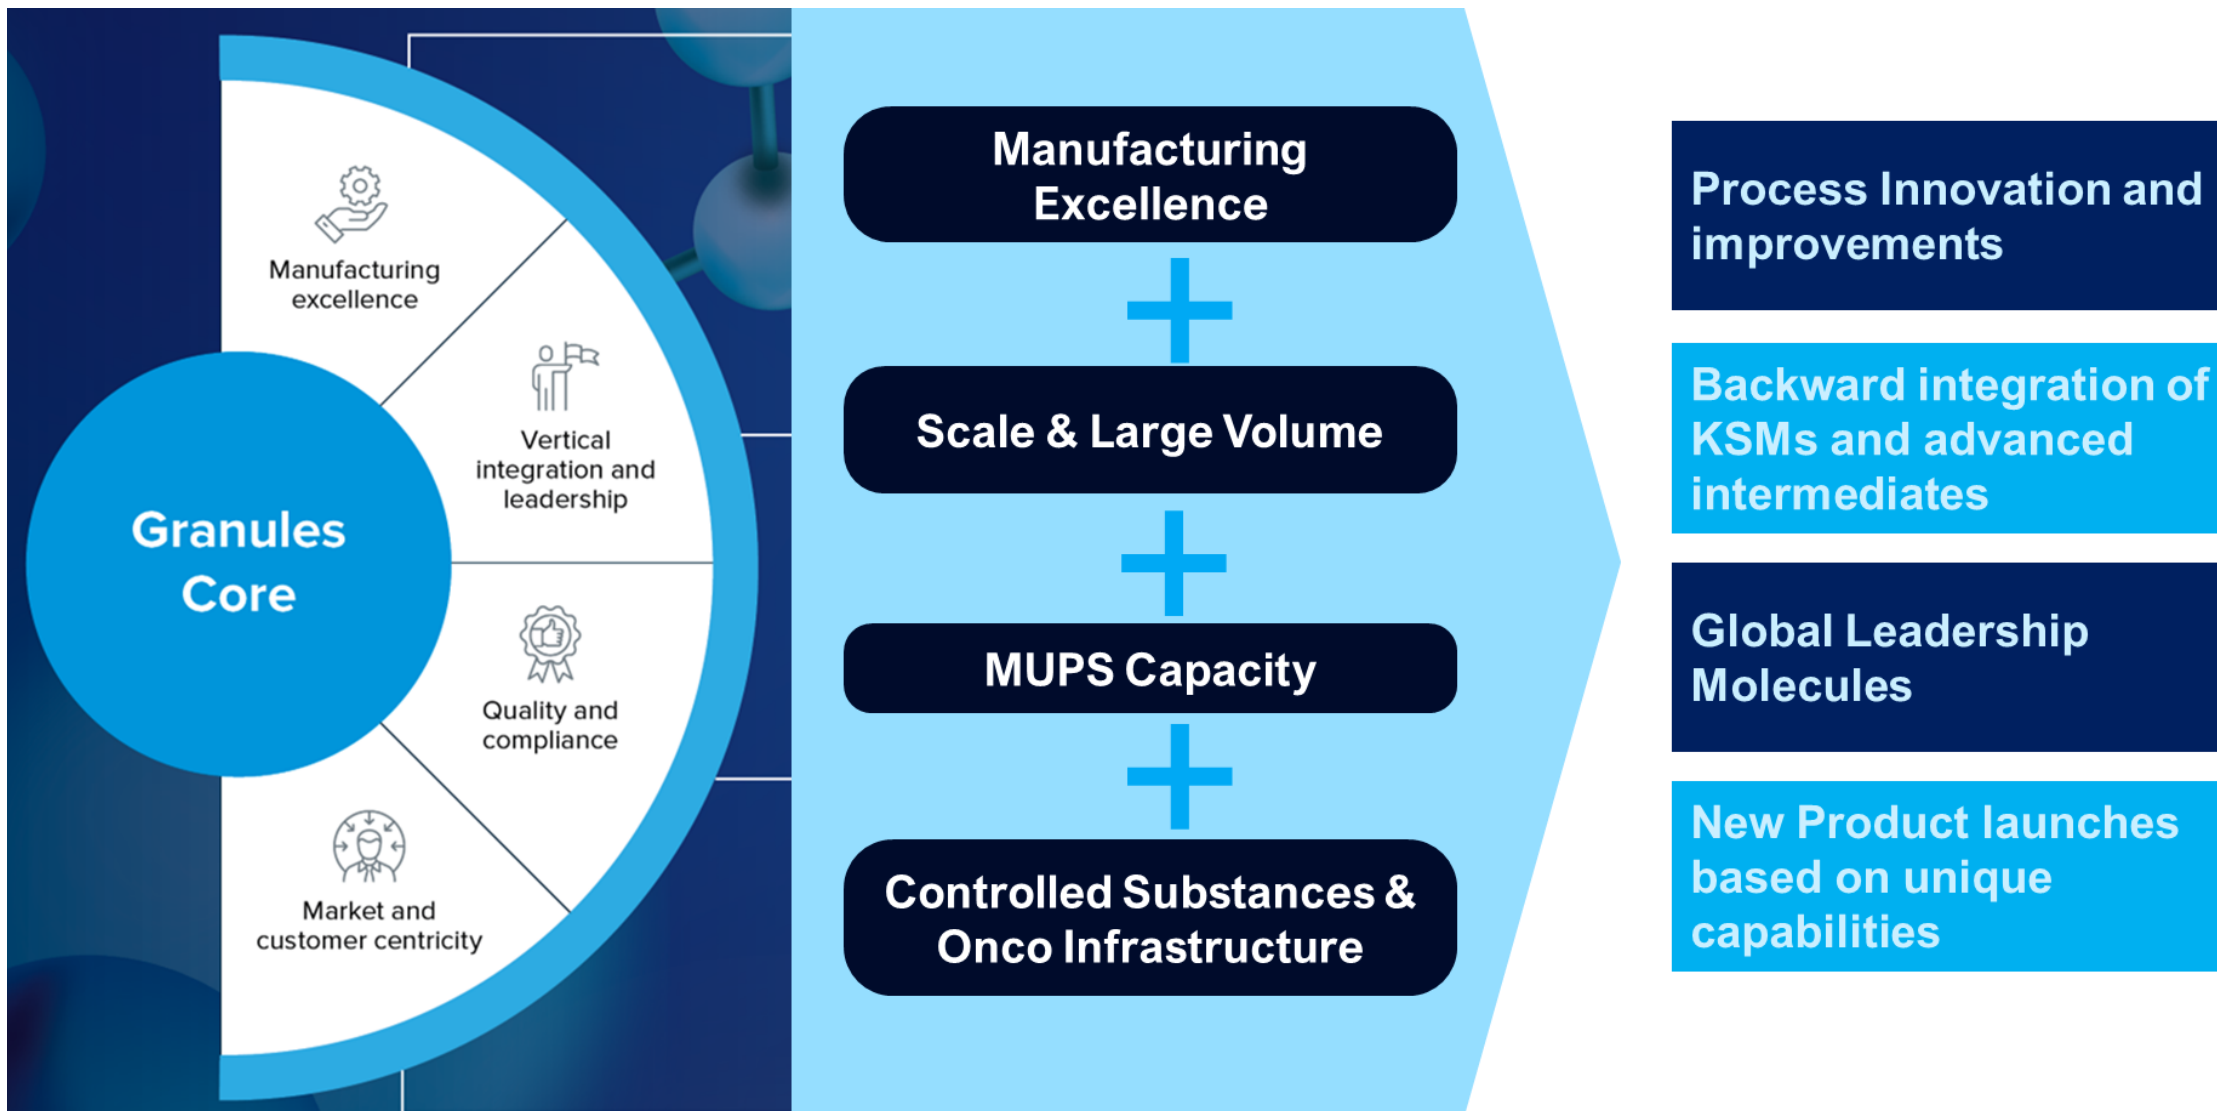 Manufacturing
excellence
Vertical
integration and
leadership
Granules
Core
Quality and
compliance
Market and
customer centricity
Manufacturing
Excellence
Scale & Large Volume
MUPS Capacity
Controlled Substances &
Onco Infrastructure
Process Innovation and
improvements
Backward integration of
KSMs and advanced
intermediates
Global Leadership
Molecules
New Product launches
based on unique
capabilities